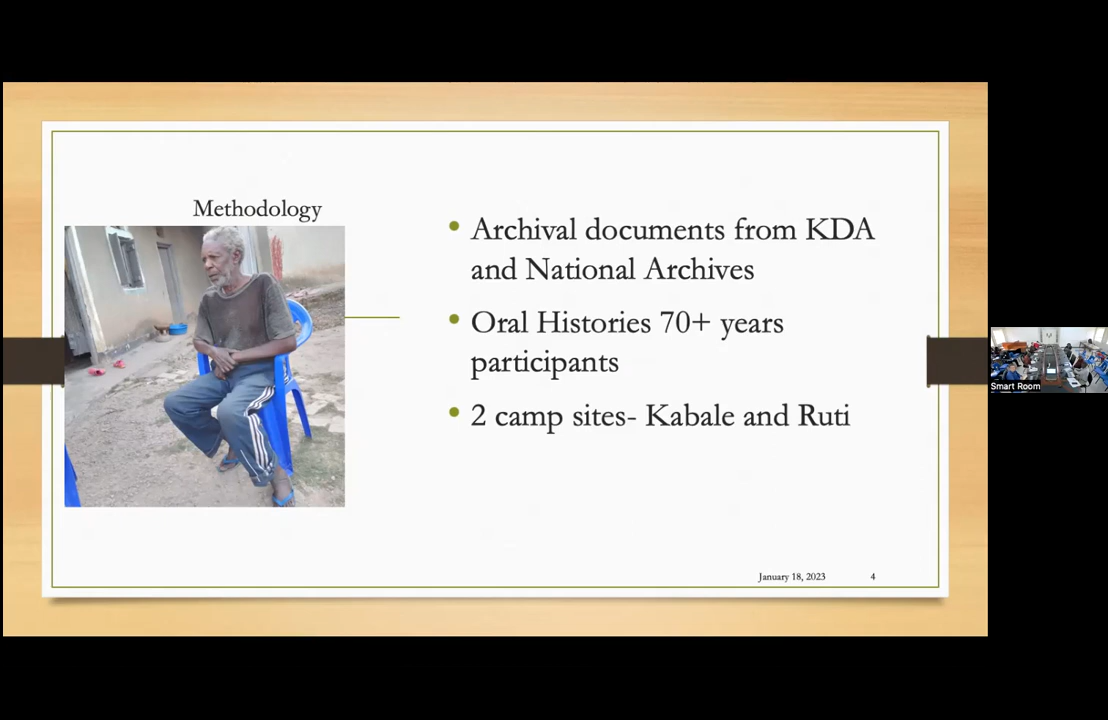 Methodology
• Archival documents from KDA
and National Archives
• Oral Histories 70+ years
participants
• 2 camp sites- Kabale and Ruti
January 18, 2023
4
Smart Room